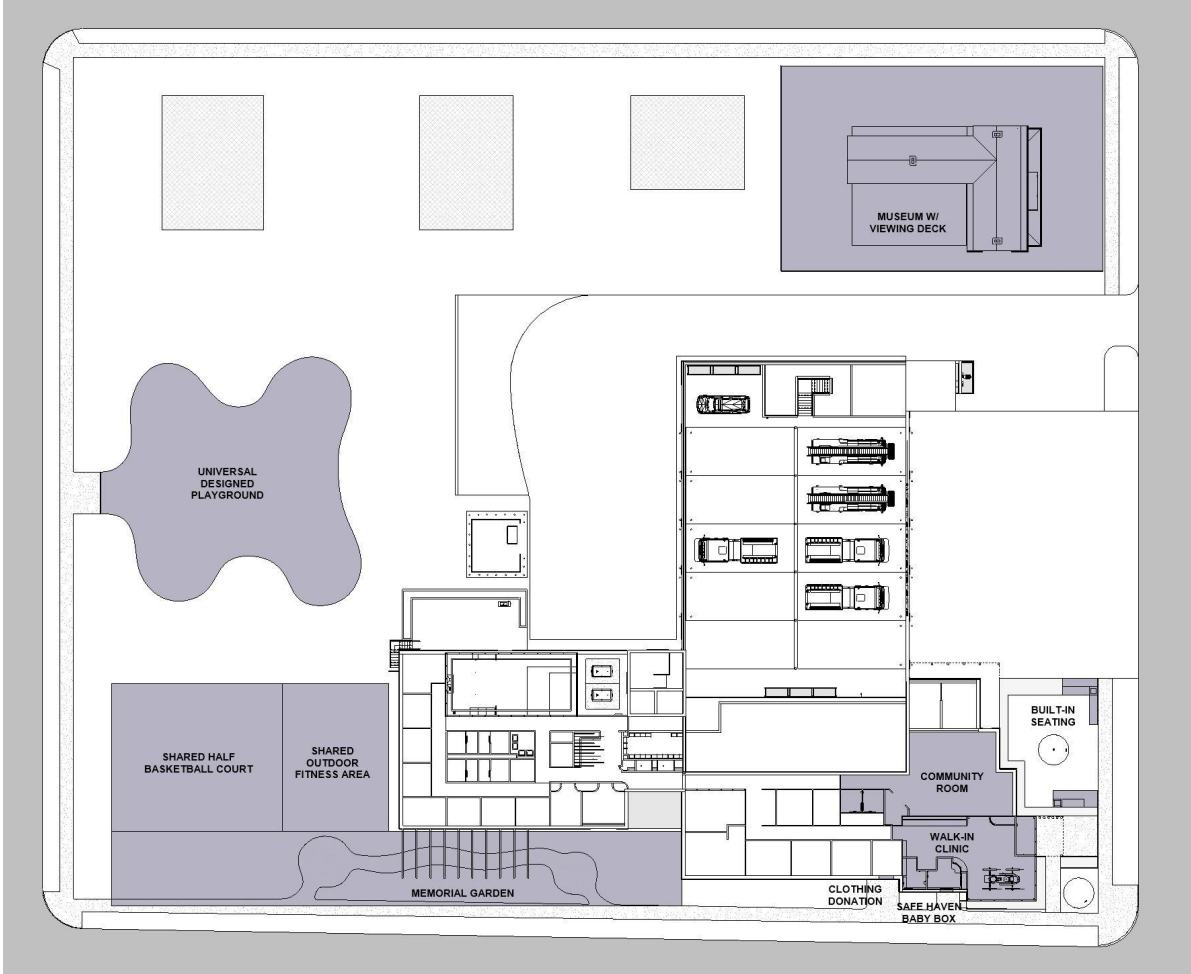 MUSEUM W/
VIEWING DECK
UNIVERSAL
DESIGNED
PLAYGROUND
SHARED HALF
BASKETBALL COURT
SHARED
OUTDOOR
FITNESS AREA
BUILT-IN
SEATING
COMMUNITY
ROOM
WALK-IN
CLINIC
MEMORIAL GARDEN
CLOTHING
DONATION
SAFE HAVEN
BABY BOX